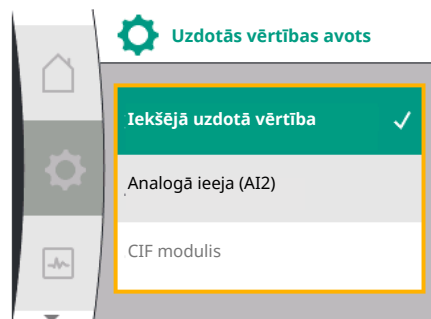 Uzdotās vērtības avots
Iekšējā uzdotā vērtība
Analogā ieeja (AI2)
CIF modulis